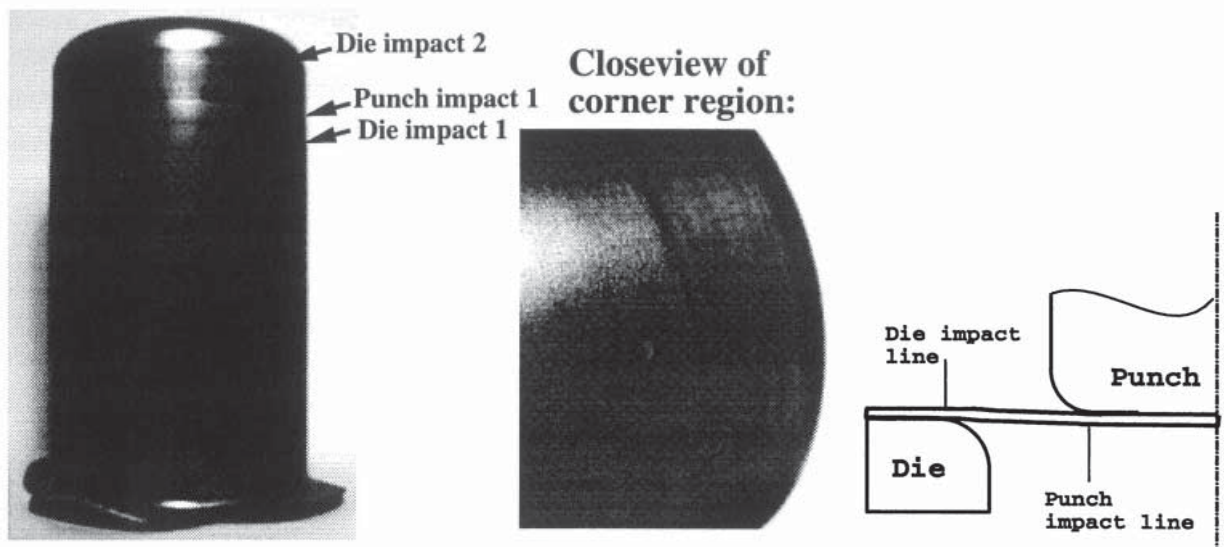 Die impact 2
Punch impact 1
Die impact 1
Closeview of
corner region:
Die impact
line
Punch
Die
Punch
impact line